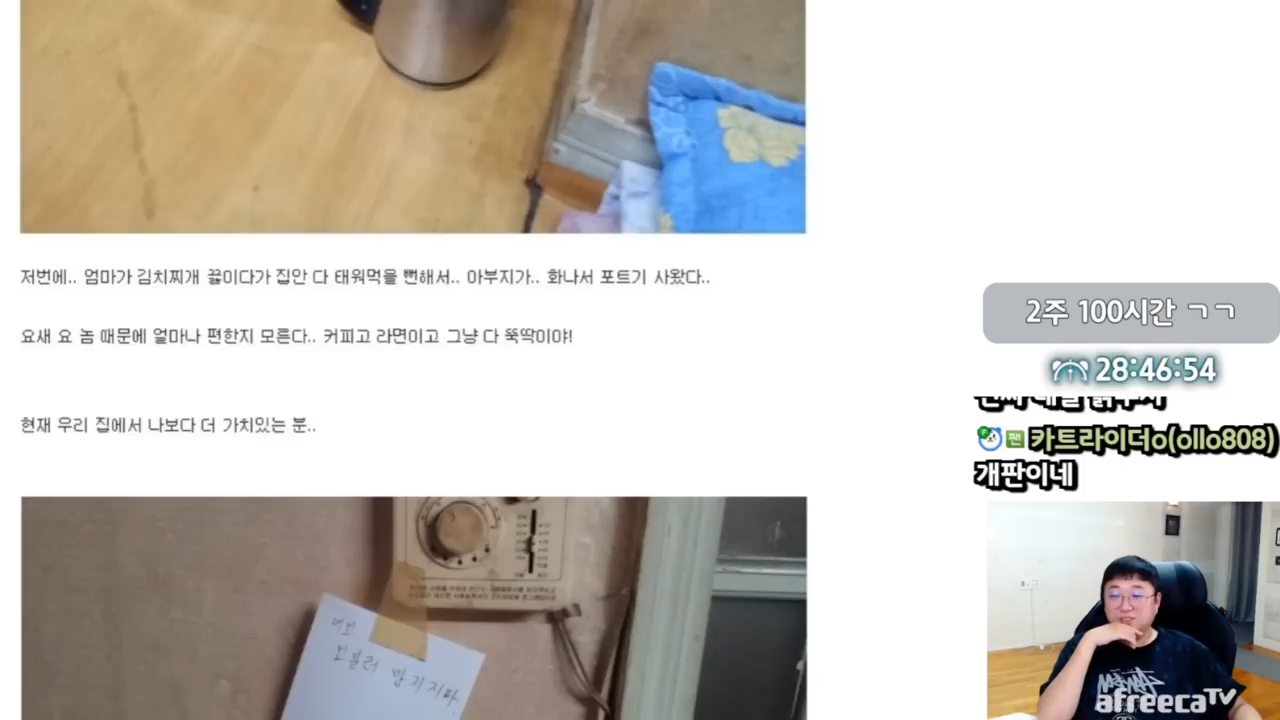 저번에.. 엄마가 김치찌개 끓이다가 집안 다 태워먹을 뻔해서.. 아부지가.. 화나서 포트기 사왔다..
요새 요 놈 때문에 얼마나 편한지 모른다.. 커피고 라면이고 그냥 다 뚝딱이야!
현재 우리 집에서 나보다 더 가치있는 분..
여보
보일러 만지지마.
2주 100시간 ㄱㄱ
28:46:54
팬 카트라이더o(ollo808)
개판이네
afreecaTV